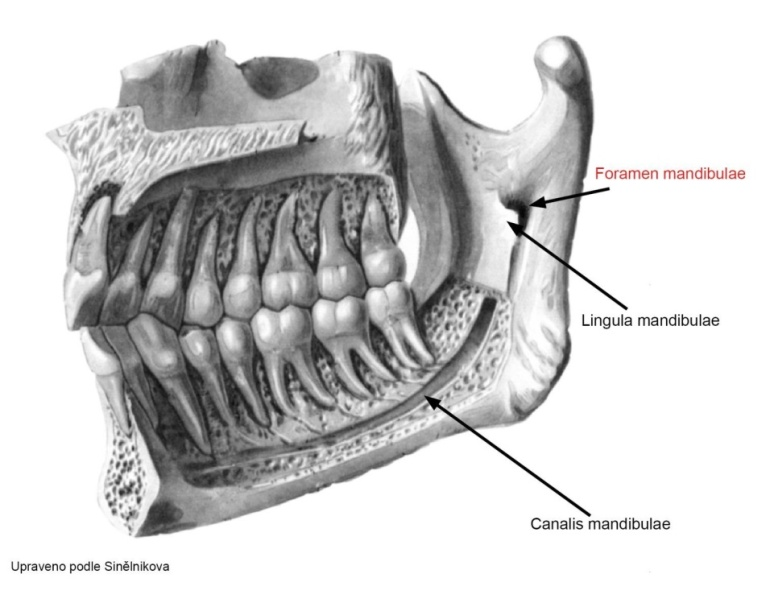 Foramen mandibulae
Lingula mandibulae
Canalis mandibulae
Upraveno podle Sinělnikova